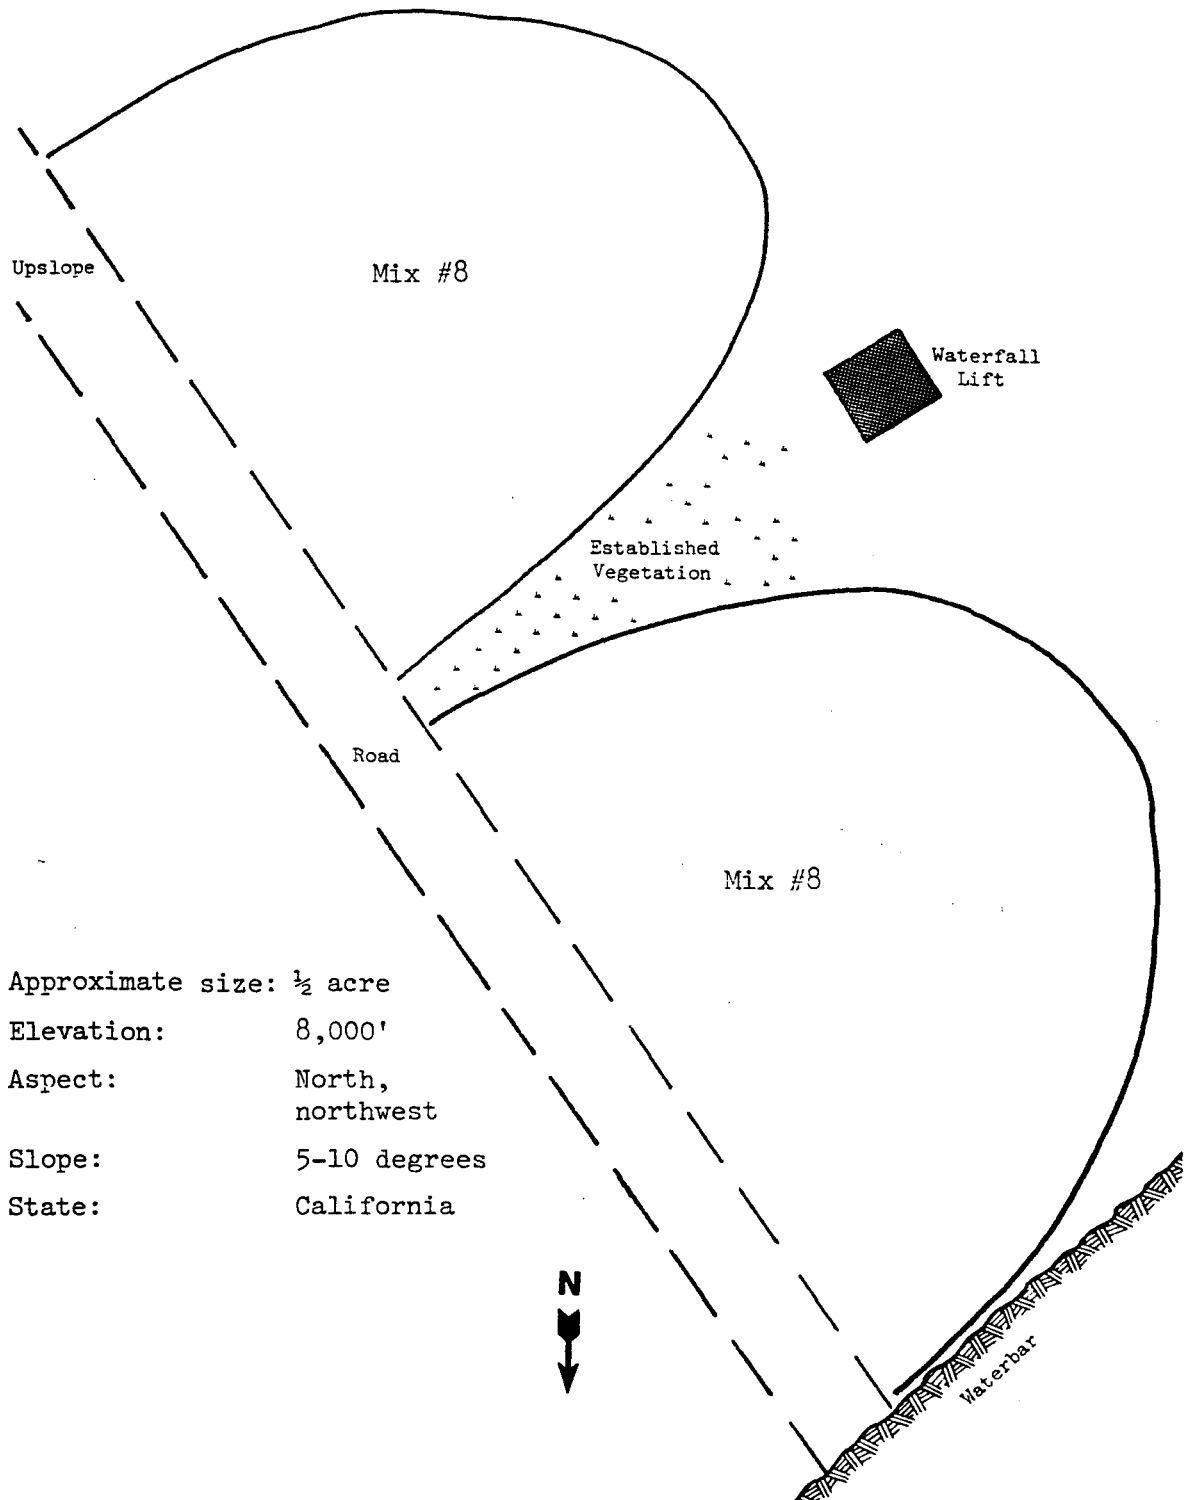 Upslope
Mix #8
Waterfall
Lift
Established
Vegetation
Road
Mix #8
Approximate size: ½ acre
Elevation: 8,000'
Aspect: North,
northwest
Slope: 5-10 degrees
State: California
N
Waterbar